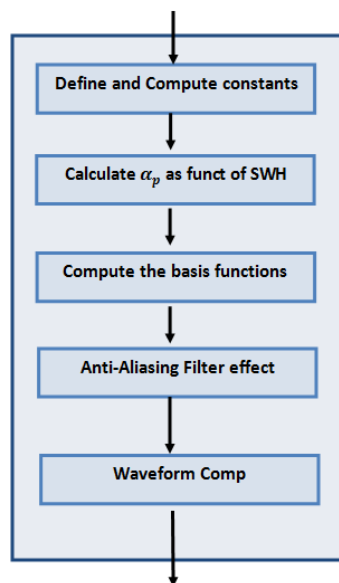 Define and Compute constants
Calculate α_p as funct of SWH
Compute the basis functions
Anti-Aliasing Filter effect
Waveform Comp